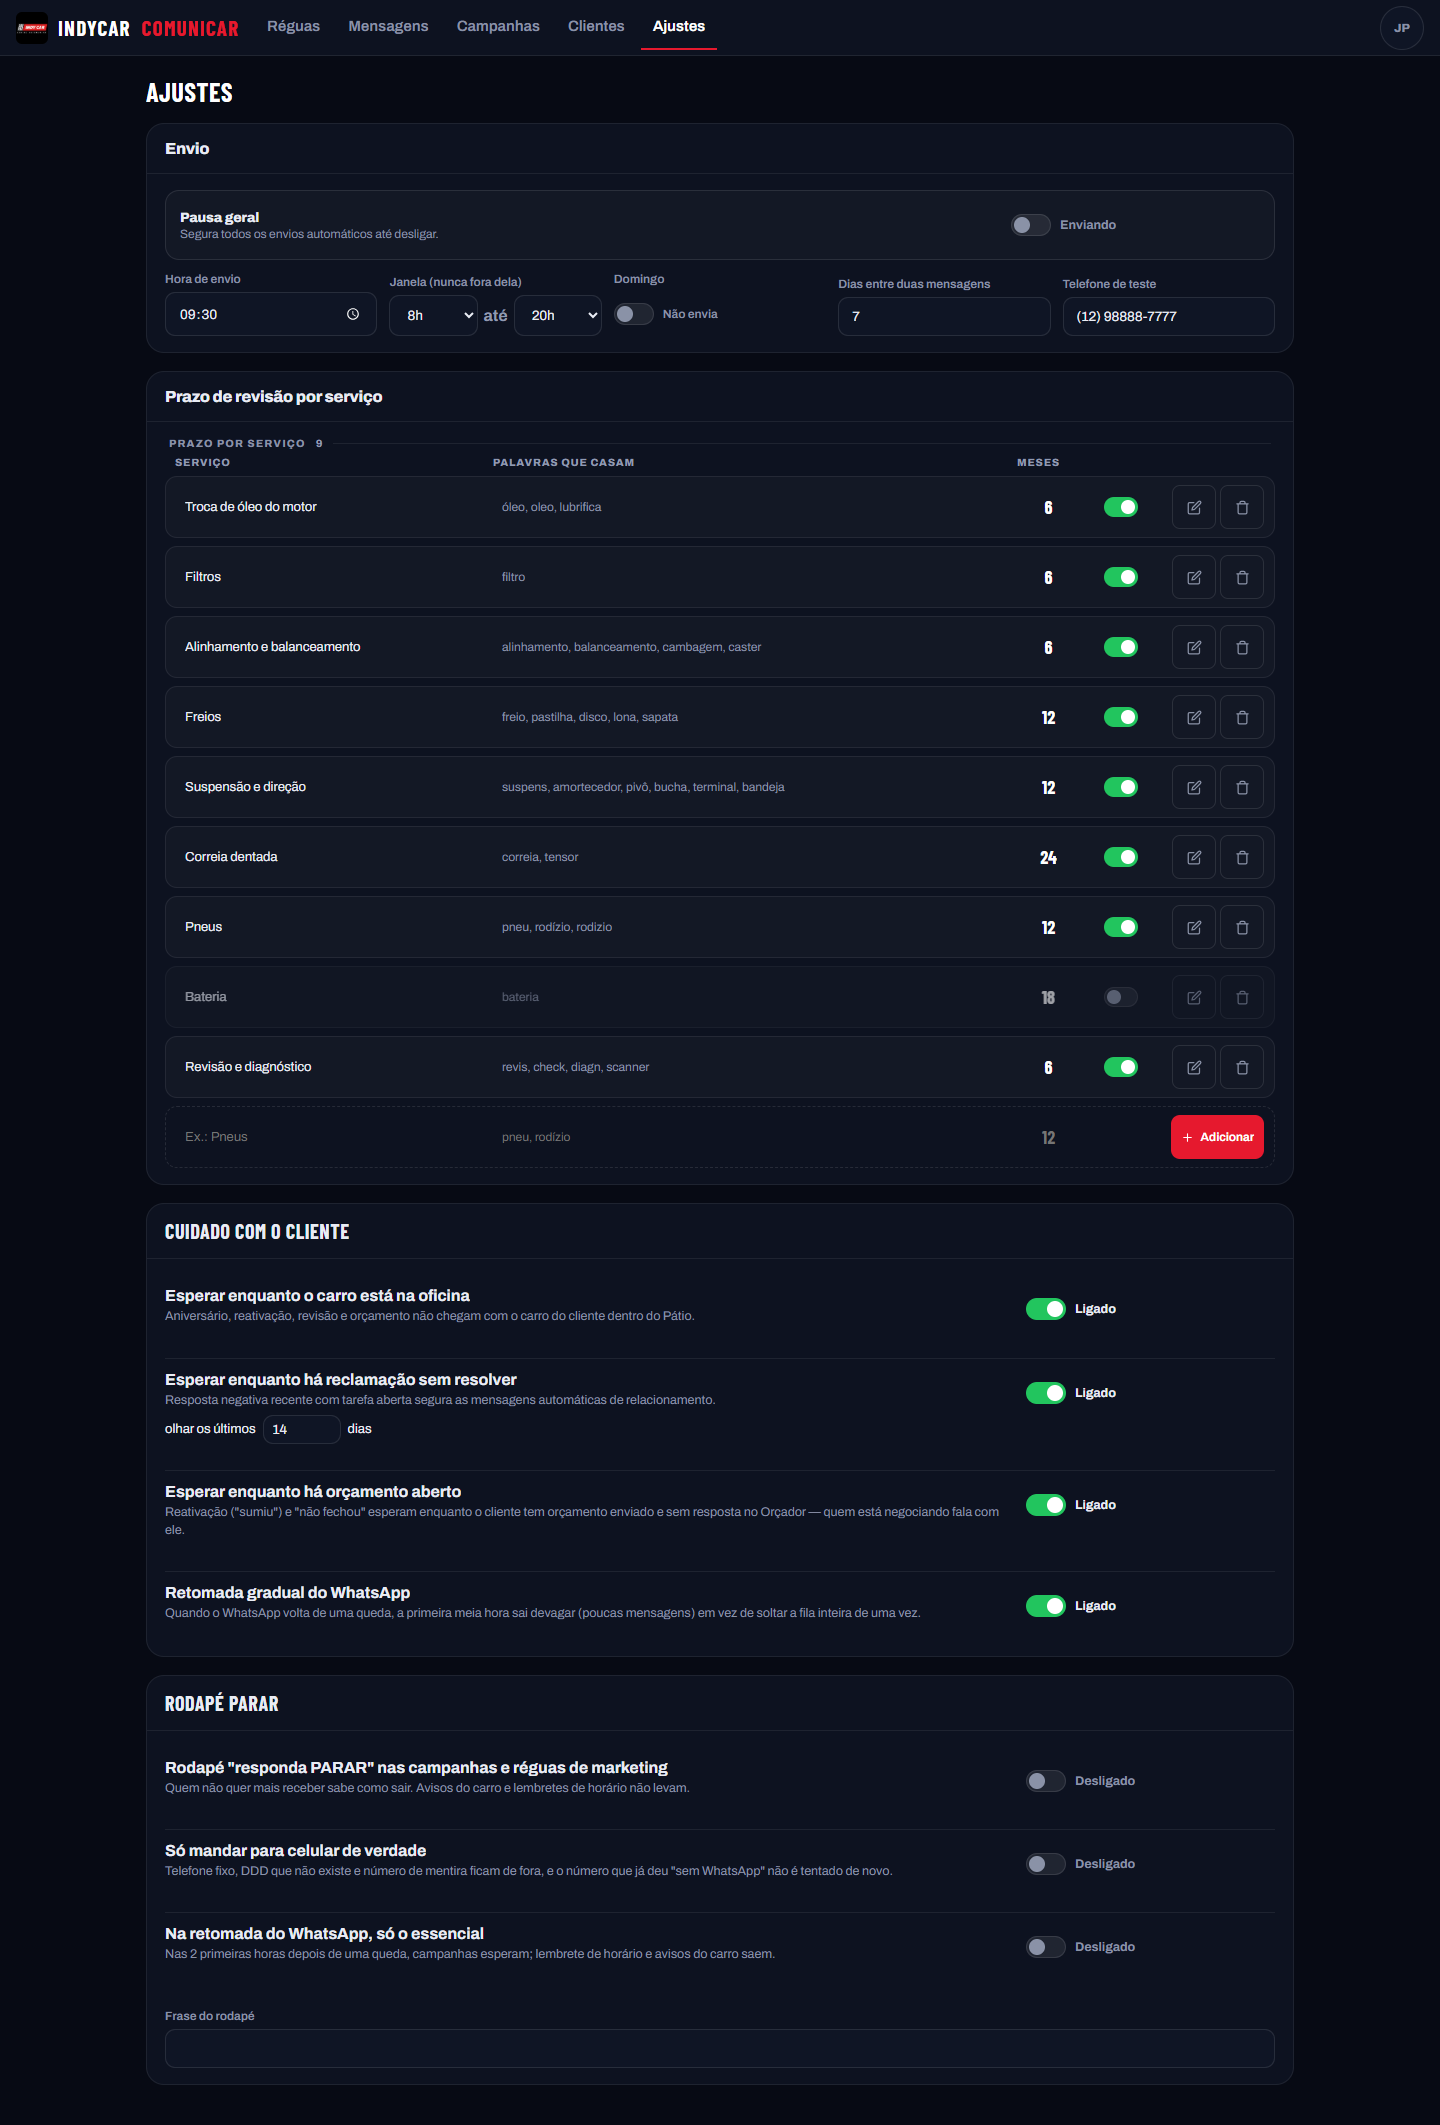 INDYCAR COMUNICAR Réguas Mensagens Campanhas Clientes Ajustes JP
AJUSTES
Envio
Pausa geral
Segura todos os envios automáticos até desligar.
Enviando
Hora de envio Janela (nunca fora dela) Domingo Dias entre duas mensagens Telefone de teste
09:30 8h até 20h Não envia 7 (12) 98888-7777
Prazo de revisão por serviço
PRAZO POR SERVIÇO 9
SERVIÇO PALAVRAS QUE CASAM MESES
Troca de óleo do motor óleo, oleo, lubrifica 6
Filtros filtro 6
Alinhamento e balanceamento alinhamento, balanceamento, cambagem, caster 6
Freios freio, pastilha, disco, lona, sapata 12
Suspensão e direção suspens, amortecedor, pivô, bucha, terminal, bandeja 12
Correia dentada correia, tensor 24
Pneus pneu, rodízio, rodizio 12
Bateria bateria 18
Revisão e diagnóstico revis, check, diagn, scanner 6
Ex.: Pneus pneu, rodízio 12 + Adicionar
CUIDADO COM O CLIENTE
Esperar enquanto o carro está na oficina
Aniversário, reativação, revisão e orçamento não chegam com o carro do cliente dentro do Pátio.
Ligado
Esperar enquanto há reclamação sem resolver
Resposta negativa recente com tarefa aberta segura as mensagens automáticas de relacionamento.
Ligado
olhar os últimos 14 dias
Esperar enquanto há orçamento aberto
Reativação ("sumiu") e "não fechou" esperam enquanto o cliente tem orçamento enviado e sem resposta no Orçador — quem está negociando fala com
ele.
Ligado
Retomada gradual do WhatsApp
Quando o WhatsApp volta de uma queda, a primeira meia hora sai devagar (poucas mensagens) em vez de soltar a fila inteira de uma vez.
Ligado
RODAPÉ PARAR
Rodapé "responda PARAR" nas campanhas e réguas de marketing
Quem não quer mais receber sabe como sair. Avisos do carro e lembretes de horário não levam.
Desligado
Só mandar para celular de verdade
Telefone fixo, DDD que não existe e número de mentira ficam de fora, e o número que já deu "sem WhatsApp" não é tentado de novo.
Desligado
Na retomada do WhatsApp, só o essencial
Nas 2 primeiras horas depois de uma queda, campanhas esperam; lembrete de horário e avisos do carro saem.
Desligado
Frase do rodapé